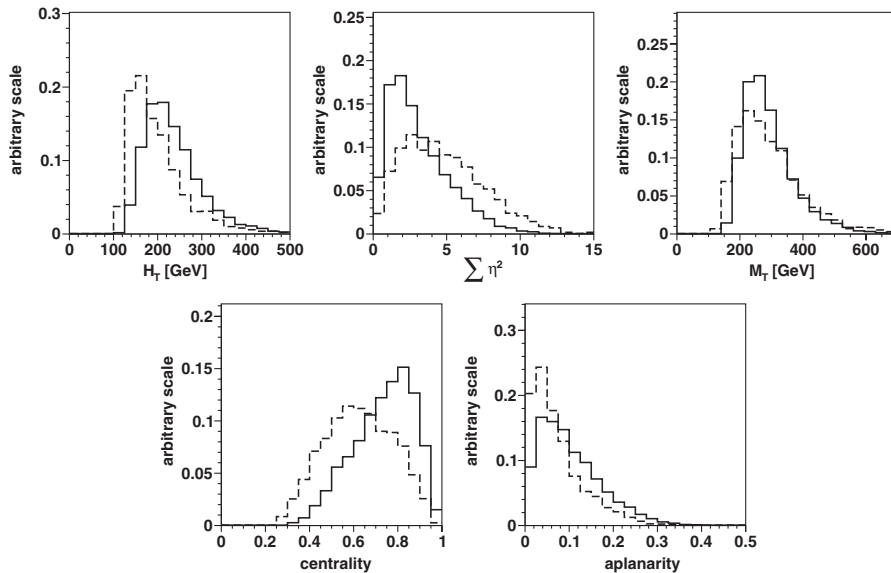 arbitrary scale
0.3
0.2
0.1
0
0 100 200 300 400 500
H_T [GeV]
arbitrary scale
0.25
0.2
0.15
0.1
0.05
0
0 5 10 15
∑ η²
arbitrary scale
0.25
0.2
0.15
0.1
0.05
0
0 200 400 600
M_T [GeV]
arbitrary scale
0.2
0.15
0.1
0.05
0
0 0.2 0.4 0.6 0.8 1
centrality
arbitrary scale
0.3
0.2
0.1
0
0 0.1 0.2 0.3 0.4 0.5
aplanarity